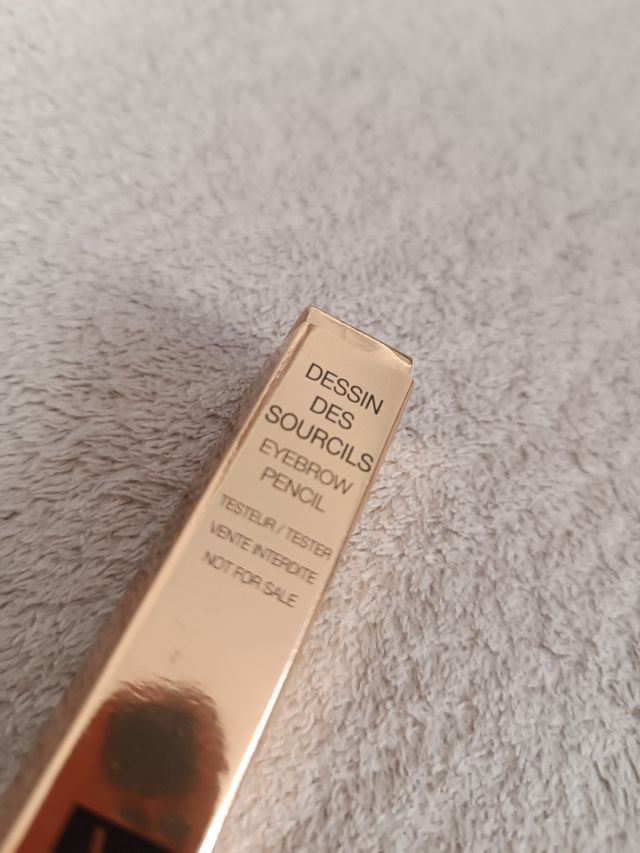 DESSIN
DES
SOURCILS
EYEBROW
PENCIL
TESTEUR / TESTER
VENTE INTERDITE
NOT FOR SALE